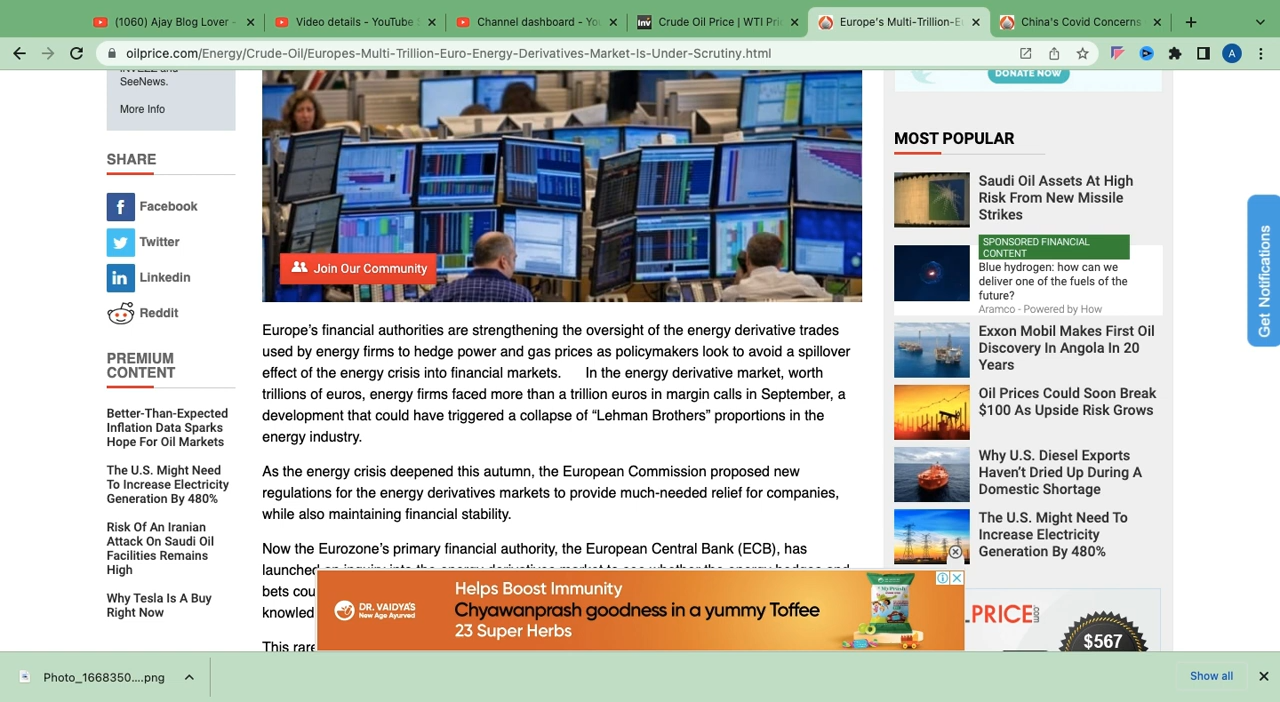 (1060) Ajay Blog Lover -
Video details - YouTube
Channel dashboard - Yo
Inv
Crude Oil Price | WTI Pri
Europe's Multi-Trillion-E
China's Covid Concerns
oilprice.com/Energy/Crude-Oil/Europes-Multi-Trillion-Euro-Energy-Derivatives-Market-Is-Under-Scrutiny.html
A
SeeNews.
More Info
SHARE
Facebook
Twitter
Linkedin
Reddit
PREMIUM
CONTENT
Better-Than-Expected
Inflation Data Sparks
Hope For Oil Markets
The U.S. Might Need
To Increase Electricity
Generation By 480%
Risk Of An Iranian
Attack On Saudi Oil
Facilities Remains
High
Why Tesla Is A Buy
Right Now
Join Our Community
Europe's financial authorities are strengthening the oversight of the energy derivative trades
used by energy firms to hedge power and gas prices as policymakers look to avoid a spillover
effect of the energy crisis into financial markets. In the energy derivative market, worth
trillions of euros, energy firms faced more than a trillion euros in margin calls in September, a
development that could have triggered a collapse of “Lehman Brothers” proportions in the
energy industry.
As the energy crisis deepened this autumn, the European Commission proposed new
regulations for the energy derivatives markets to provide much-needed relief for companies,
while also maintaining financial stability.
Now the Eurozone's primary financial authority, the European Central Bank (ECB), has
launched
bets cou
knowled
This rare
DR. VAIDYA'S
New Age Ayurved
Helps Boost Immunity
Chyawanprash goodness in a yummy Toffee
23 Super Herbs
DONATE NOW
MOST POPULAR
Saudi Oil Assets At High
Risk From New Missile
Strikes
SPONSORED FINANCIAL
CONTENT
Blue hydrogen: how can we
deliver one of the fuels of the
future?
Aramco - Powered by How
Exxon Mobil Makes First Oil
Discovery In Angola In 20
Years
Oil Prices Could Soon Break
$100 As Upside Risk Grows
Why U.S. Diesel Exports
Haven't Dried Up During A
Domestic Shortage
The U.S. Might Need To
Increase Electricity
Generation By 480%
PRICE.com
$567
Get Notifications
Photo_1668350....png
Show all